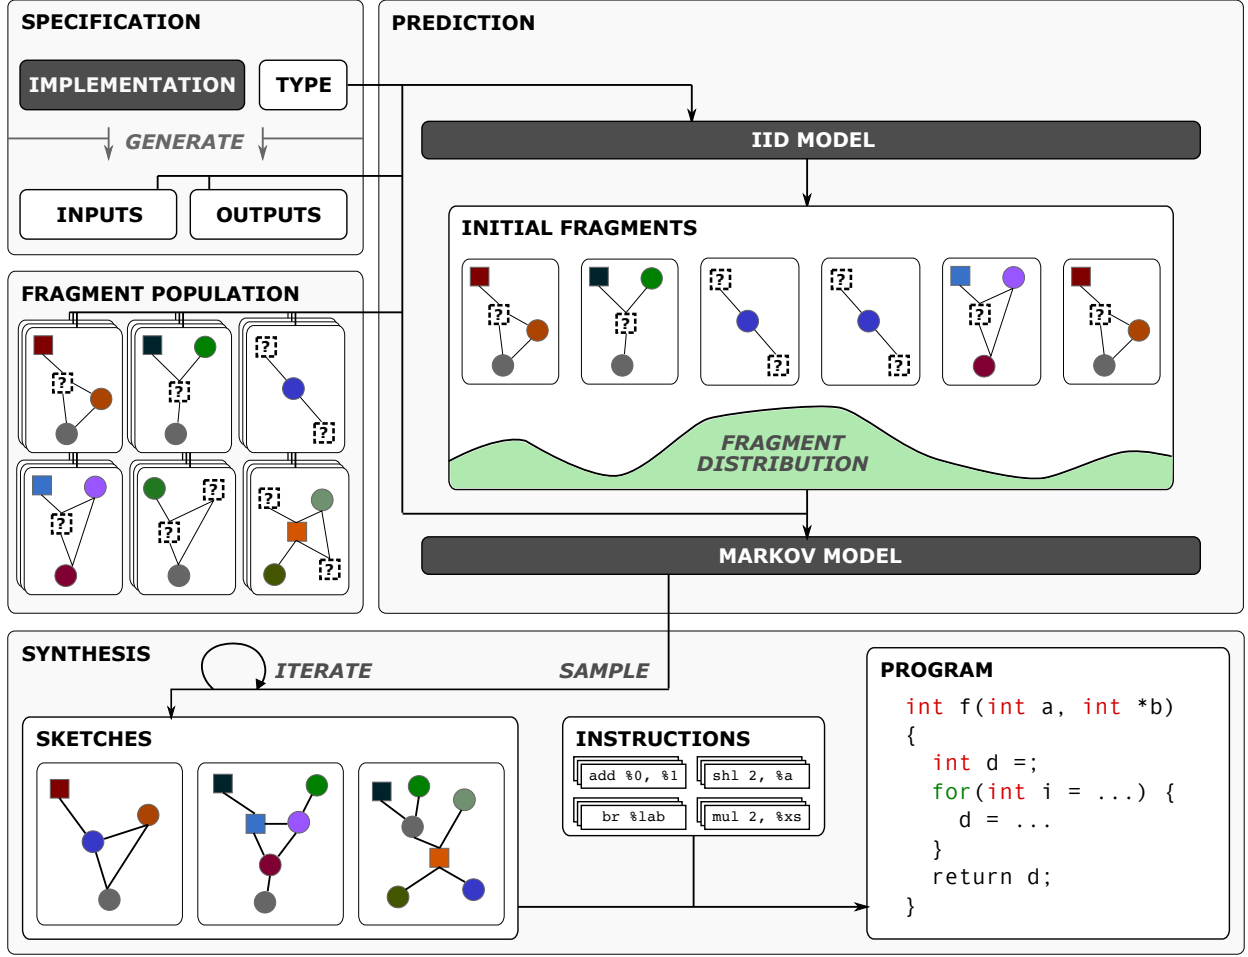 SPECIFICATION
IMPLEMENTATION
TYPE
GENERATE
INPUTS
OUTPUTS
FRAGMENT POPULATION
?
?
?
?
?
?
?
?
?
PREDICTION
IID MODEL
INITIAL FRAGMENTS
?
?
?
?
?
?
?
?
FRAGMENT
DISTRIBUTION
MARKOV MODEL
SYNTHESIS
ITERATE
SAMPLE
SKETCHES
INSTRUCTIONS
add %0, %1
shl 2, %a
br %lab
mul 2, %xs
PROGRAM
int f(int a, int *b)
{
int d =;
for(int i = ...) {
d = ...
}
return d;
}